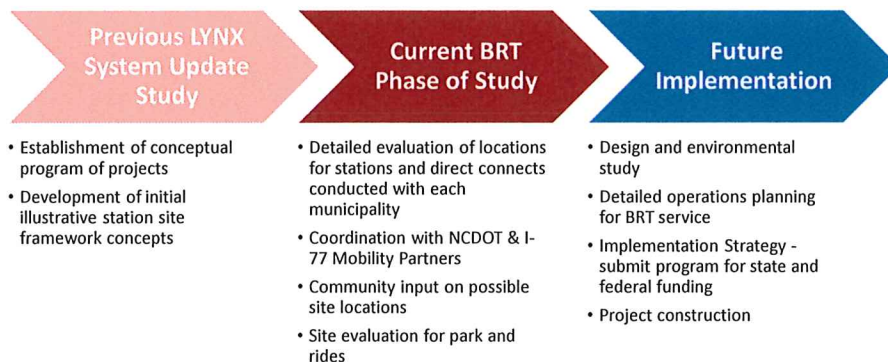 Previous LYNX
System Update
Study
Current BRT
Phase of Study
Future
Implementation
• Establishment of conceptual
program of projects
• Development of initial
illustrative station site
framework concepts
• Detailed evaluation of locations
for stations and direct connects
conducted with each
municipality
• Coordination with NCDOT & I-
77 Mobility Partners
• Community input on possible
site locations
• Site evaluation for park and
rides
• Design and environmental
study
• Detailed operations planning
for BRT service
• Implementation Strategy -
submit program for state and
federal funding
• Project construction